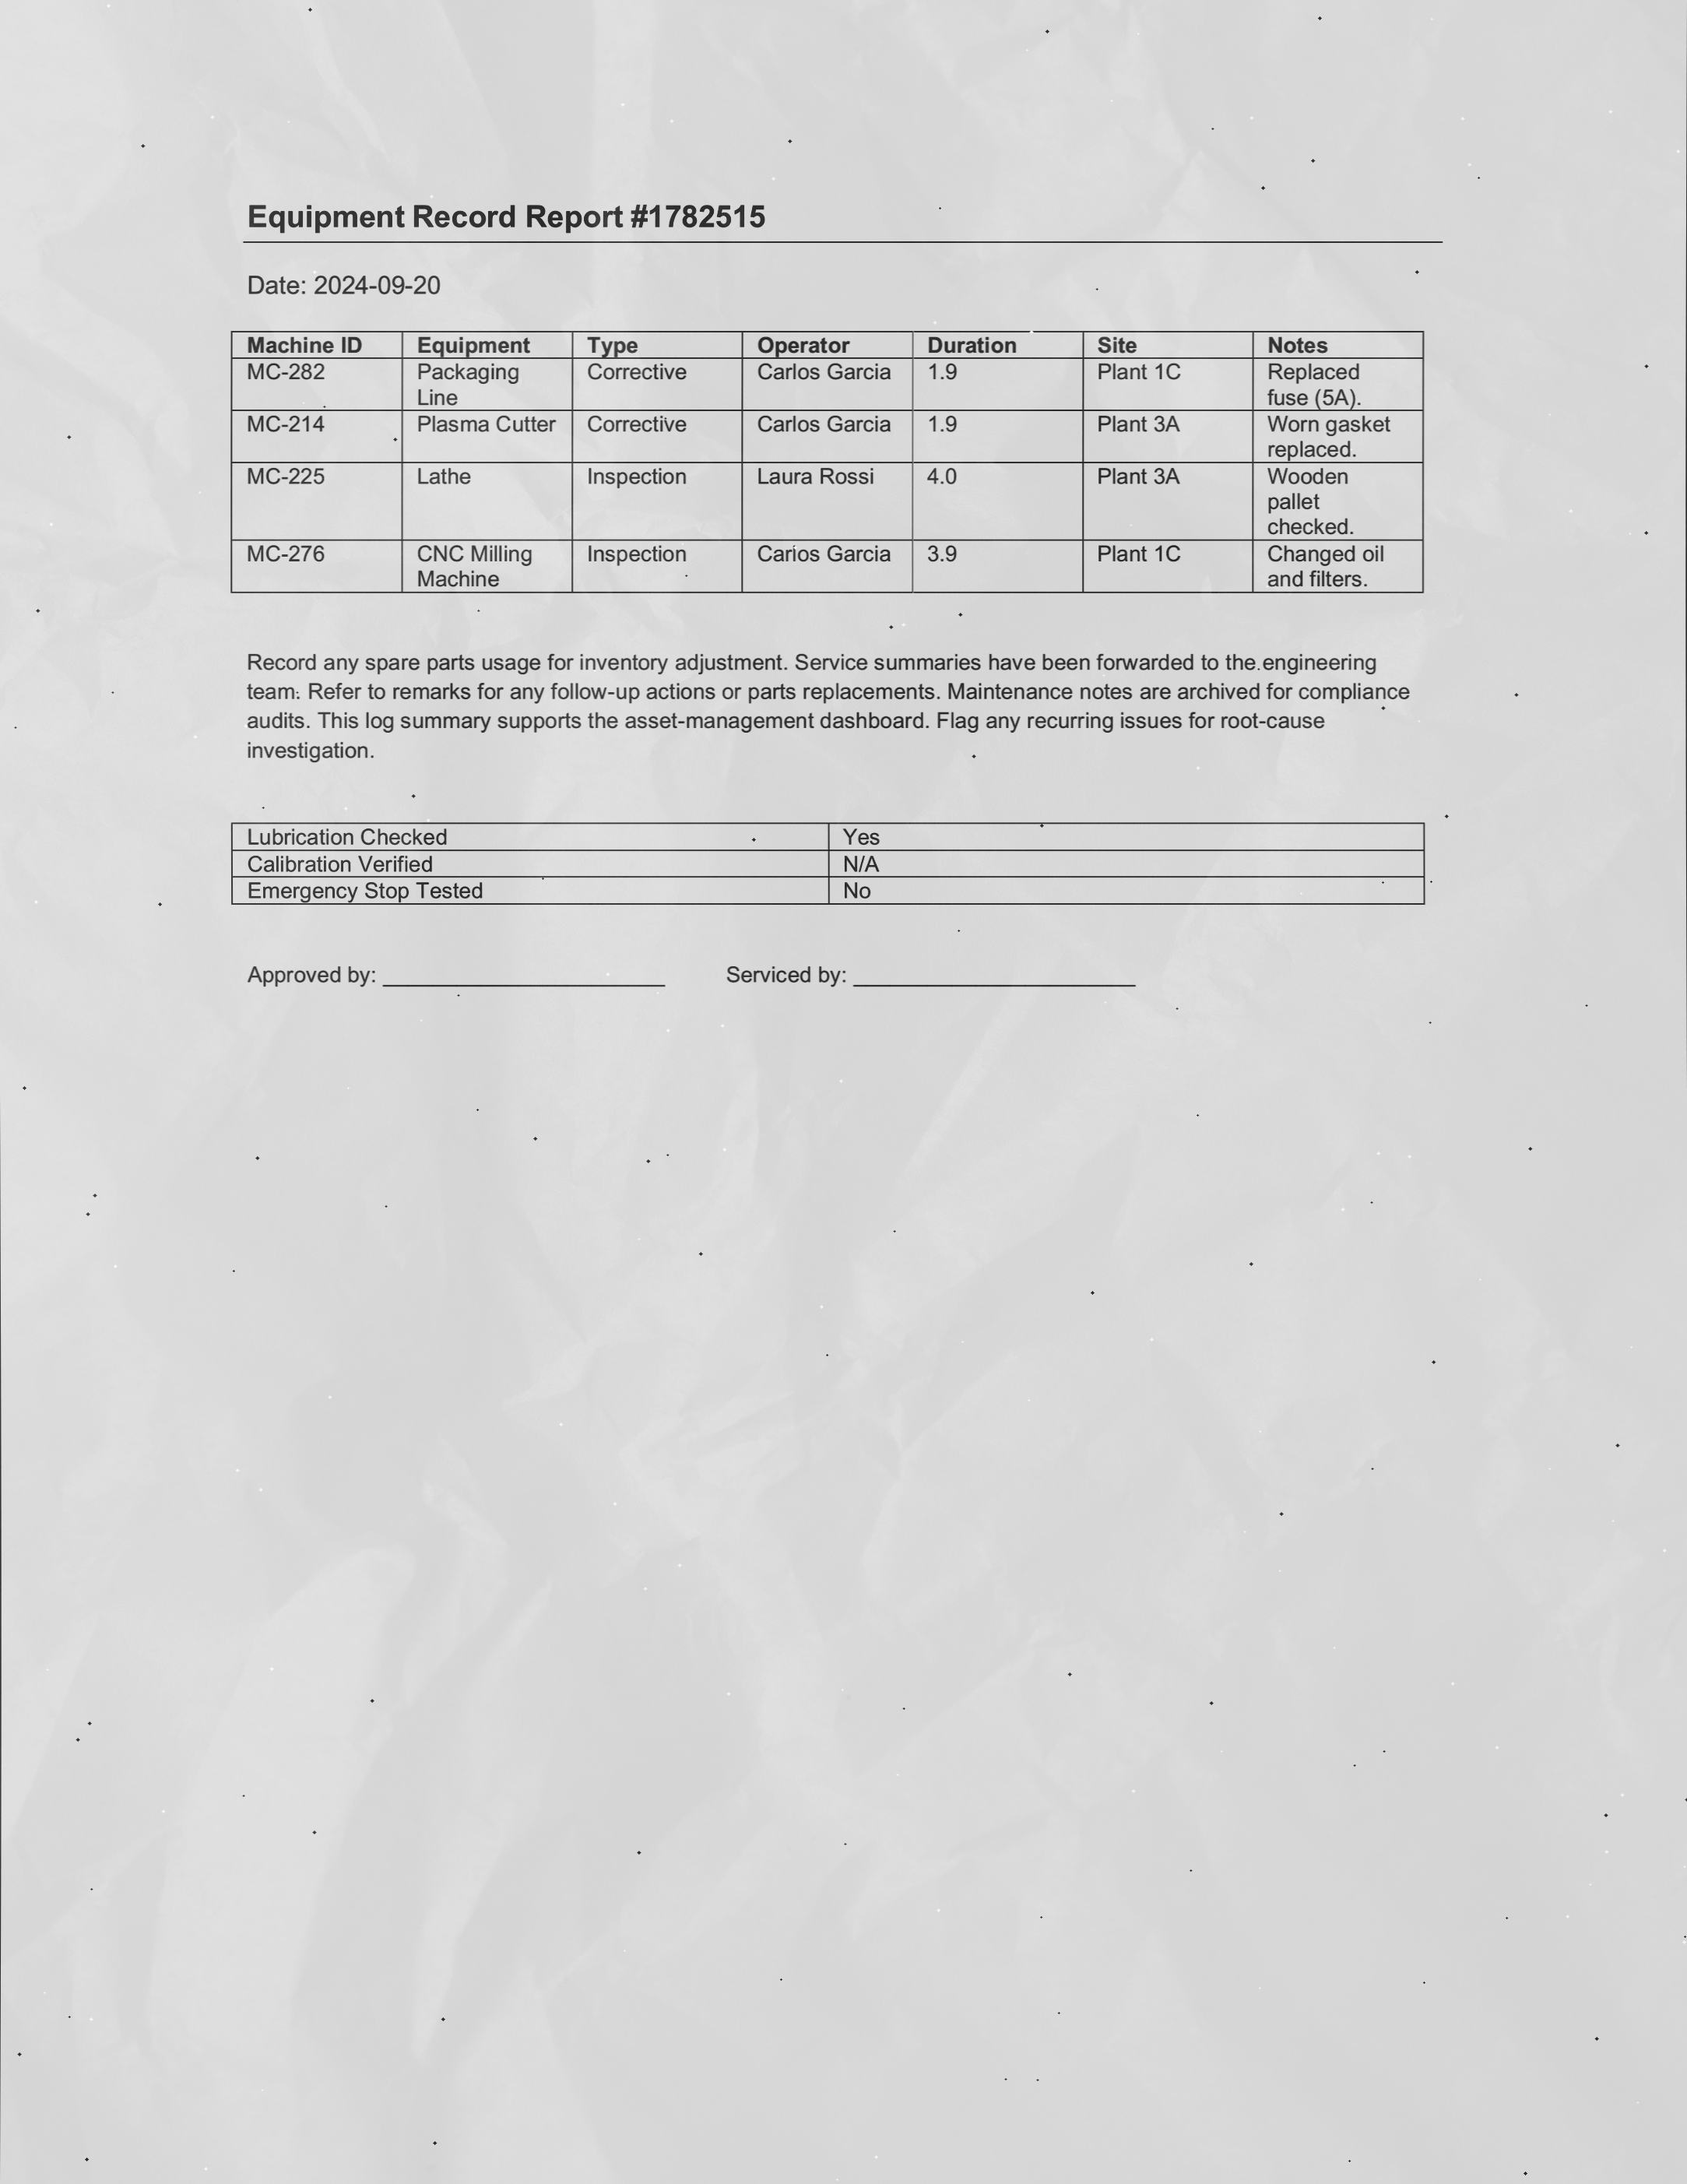 Equipment Record Report #1782515
Date: 2024-09-20
Machine ID Equipment Type Operator Duration Site Notes
MC-282 Packaging Line Corrective Carlos Garcia 1.9 Plant 1C Replaced fuse (5A).
MC-214 Plasma Cutter Corrective Carlos Garcia 1.9 Plant 3A Worn gasket replaced.
MC-225 Lathe Inspection Laura Rossi 4.0 Plant 3A Wooden pallet checked.
MC-276 CNC Milling Machine Inspection Carlos Garcia 3.9 Plant 1C Changed oil and filters.
Record any spare parts usage for inventory adjustment. Service summaries have been forwarded to the engineering
team. Refer to remarks for any follow-up actions or parts replacements. Maintenance notes are archived for compliance
audits. This log summary supports the asset-management dashboard. Flag any recurring issues for root-cause
investigation.
Lubrication Checked Yes
Calibration Verified N/A
Emergency Stop Tested No
Approved by: ______________________ Serviced by: ______________________